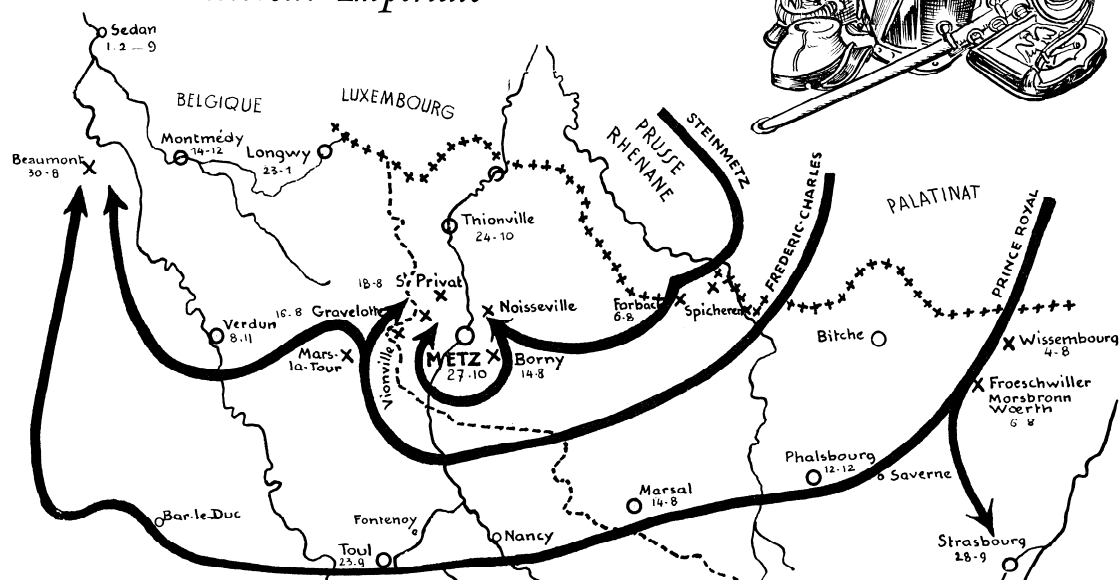 Impériale
Sedan
1.2 - 9
BELGIQUE
LUXEMBOURG
PRUSSE
RHENANE
STEINMETZ
FREDERIC-CHARLES
PALATINAT
PRINCE ROYAL
Montmédy
14-12
Longwy
23-1
Beaumont
30-8
Thionville
24-10
18-8 St Privat
16.8 Gravelotte
Noisseville
Forbach
6-8
Spicheren
Verdun
8.11
Mars-
la-Tour
Vionville
METZ
27-10
Borny
14.8
Bitche
Wissembourg
4-8
Froeschwiller
Morsbronn
Wœrth
6 8
Phalsbourg
12-12
Saverne
Marsal
14-8
Bar-le-Duc
Fontenoy
Toul
23.9
Nancy
Strasbourg
28-9